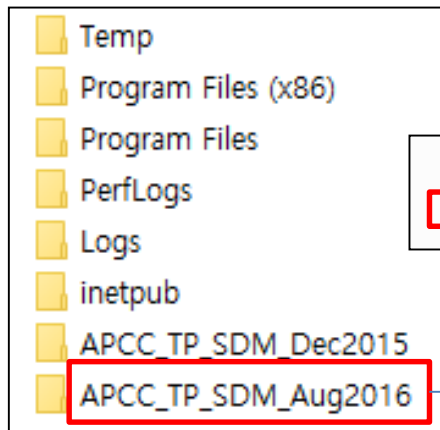 Temp
Program Files (x86)
Program Files
PerfLogs
Logs
inetpub
APCC_TP_SDM_Dec2015
APCC_TP_SDM_Aug2016